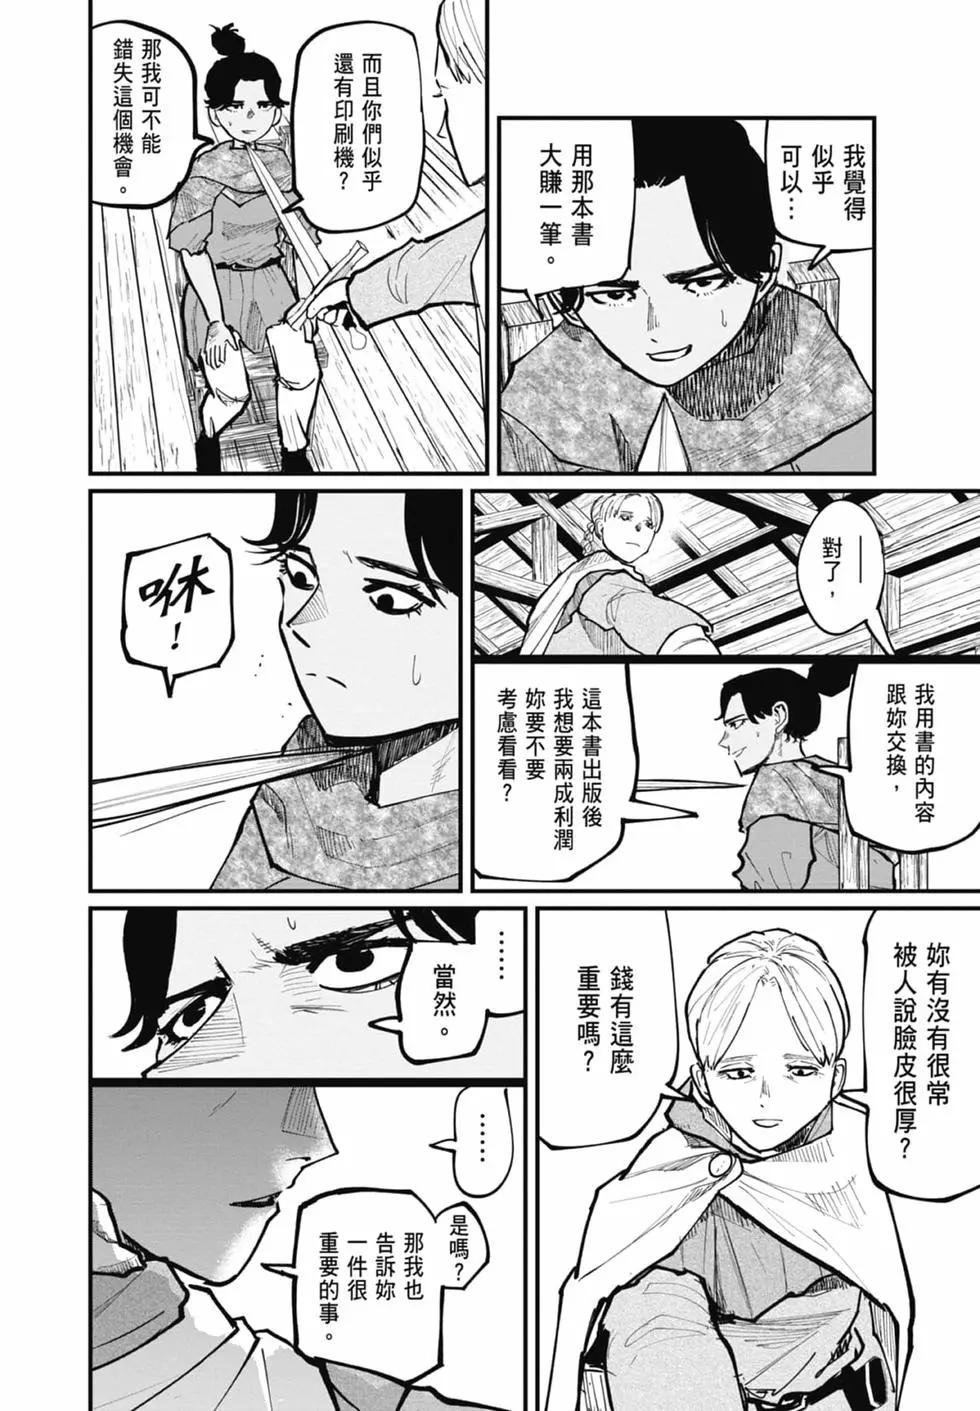 我覺得
似乎
可以…
用那本書
大賺一筆。
而且你們似乎
還有印刷機？
那我可不能
錯失這個機會。
——
對了，
我用書的內容
跟妳交換，
這本書出版後
我想要兩成利潤
妳要不要
考慮看看？
咻！
妳有沒有很常
被人說臉皮很厚？
錢有這麼
重要嗎？
……
當然。
……
是嗎？
那我也
告訴妳
一件很
重要的事。